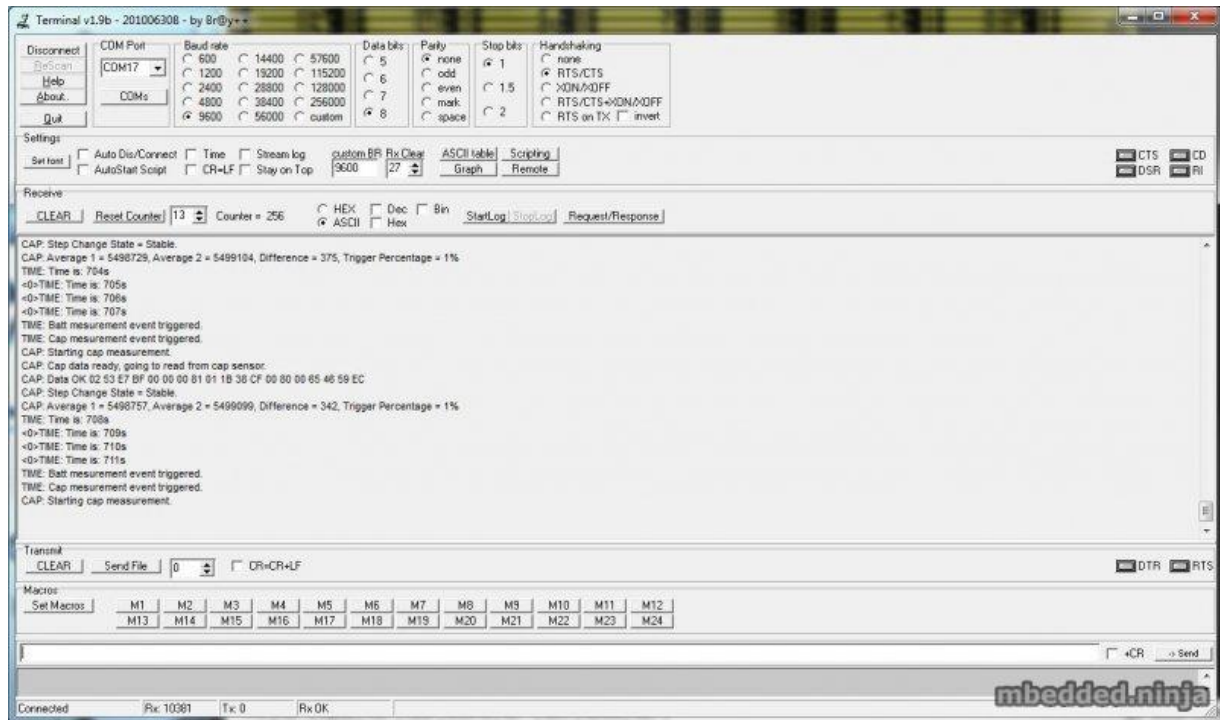 Terminal v1.9b - 20100630ß - by Br@y++
Disconnect
ReScan
Help
About..
Quit
COM Port
COM17
COMs
Baud rate
600 14400 57600
1200 19200 115200
2400 28800 128000
4800 38400 256000
9600 56000 custom
Data bits
5
6
7
8
Parity
none
odd
even
mark
space
Stop bits
1
1.5
2
Handshaking
none
RTS/CTS
XON/XOFF
RTS/CTS+XON/XOFF
RTS on TX invert
Settings
Set font
Auto Dis/Connect Time Stream log
AutoStart Script CR=LF Stay on Top
custom BR Rx Clear
9600 27
ASCII table Scripting
Graph Remote
CTS CD
DSR RI
Receive
CLEAR Reset Counter 13 Counter = 256
HEX Dec Bin
ASCII Hex
StartLog StopLog Request/Response
CAP: Step Change State = Stable.
CAP: Average 1 = 5498729, Average 2 = 5499104, Difference = 375, Trigger Percentage = 1%
TIME: Time is: 704s
<0>TIME: Time is: 705s
<0>TIME: Time is: 706s
<0>TIME: Time is: 707s
TIME: Batt mesurement event triggered.
TIME: Cap mesurement event triggered.
CAP: Starting cap measurement.
CAP: Cap data ready, going to read from cap sensor.
CAP: Data OK 02 53 E7 BF 00 00 00 81 01 1B 38 CF 00 80 00 65 46 59 EC
CAP: Step Change State = Stable.
CAP: Average 1 = 5498757, Average 2 = 5499099, Difference = 342, Trigger Percentage = 1%
TIME: Time is: 708s
<0>TIME: Time is: 709s
<0>TIME: Time is: 710s
<0>TIME: Time is: 711s
TIME: Batt mesurement event triggered.
TIME: Cap mesurement event triggered.
CAP: Starting cap measurement.
Transmit
CLEAR Send File 0 CR=CR+LF
DTR RTS
Macros
Set Macros
M1 M2 M3 M4 M5 M6 M7 M8 M9 M10 M11 M12
M13 M14 M15 M16 M17 M18 M19 M20 M21 M22 M23 M24
+CR -> Send
mbedded.ninja
Connected Rx: 10381 Tx: 0 Rx OK